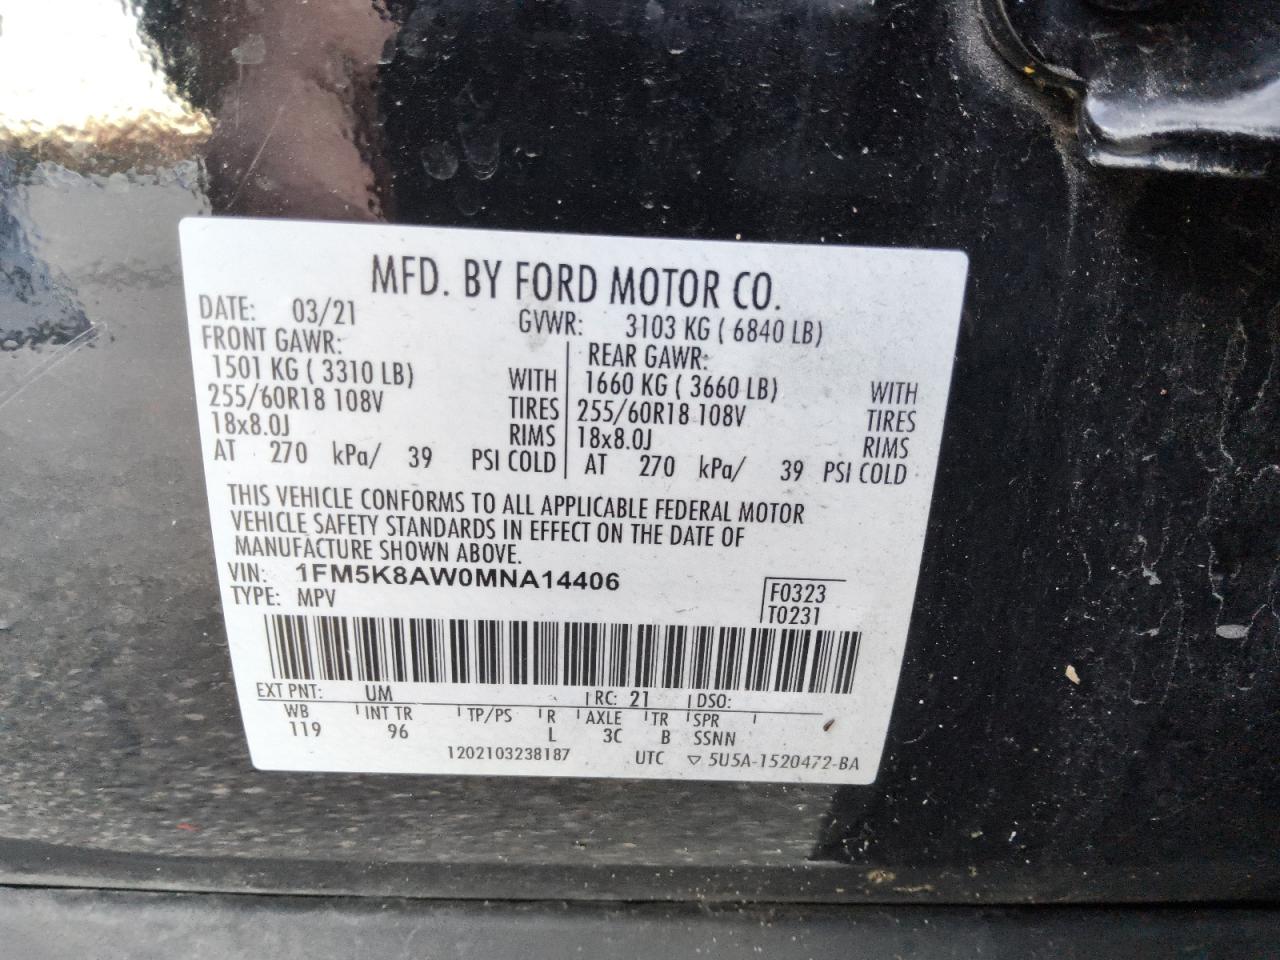 MFD. BY FORD MOTOR CO.
DATE: 03/21 GVWR: 3103 KG ( 6840 LB)
FRONT GAWR: REAR GAWR:
1501 KG ( 3310 LB) WITH 1660 KG ( 3660 LB) WITH
255/60R18 108V TIRES 255/60R18 108V TIRES
18x8.0J RIMS 18x8.0J RIMS
AT 270 kPa/ 39 PSI COLD AT 270 kPa/ 39 PSI COLD
THIS VEHICLE CONFORMS TO ALL APPLICABLE FEDERAL MOTOR
VEHICLE SAFETY STANDARDS IN EFFECT ON THE DATE OF
MANUFACTURE SHOWN ABOVE.
VIN: 1FM5K8AW0MNA14406 F0323
TYPE: MPV T0231
EXT PNT: UM RC: 21 DSO:
WB INT TR TP/PS R AXLE TR SPR
119 96 L 3C B SSNN
1202103238187 UTC ▽ 5U5A-1520472-BA